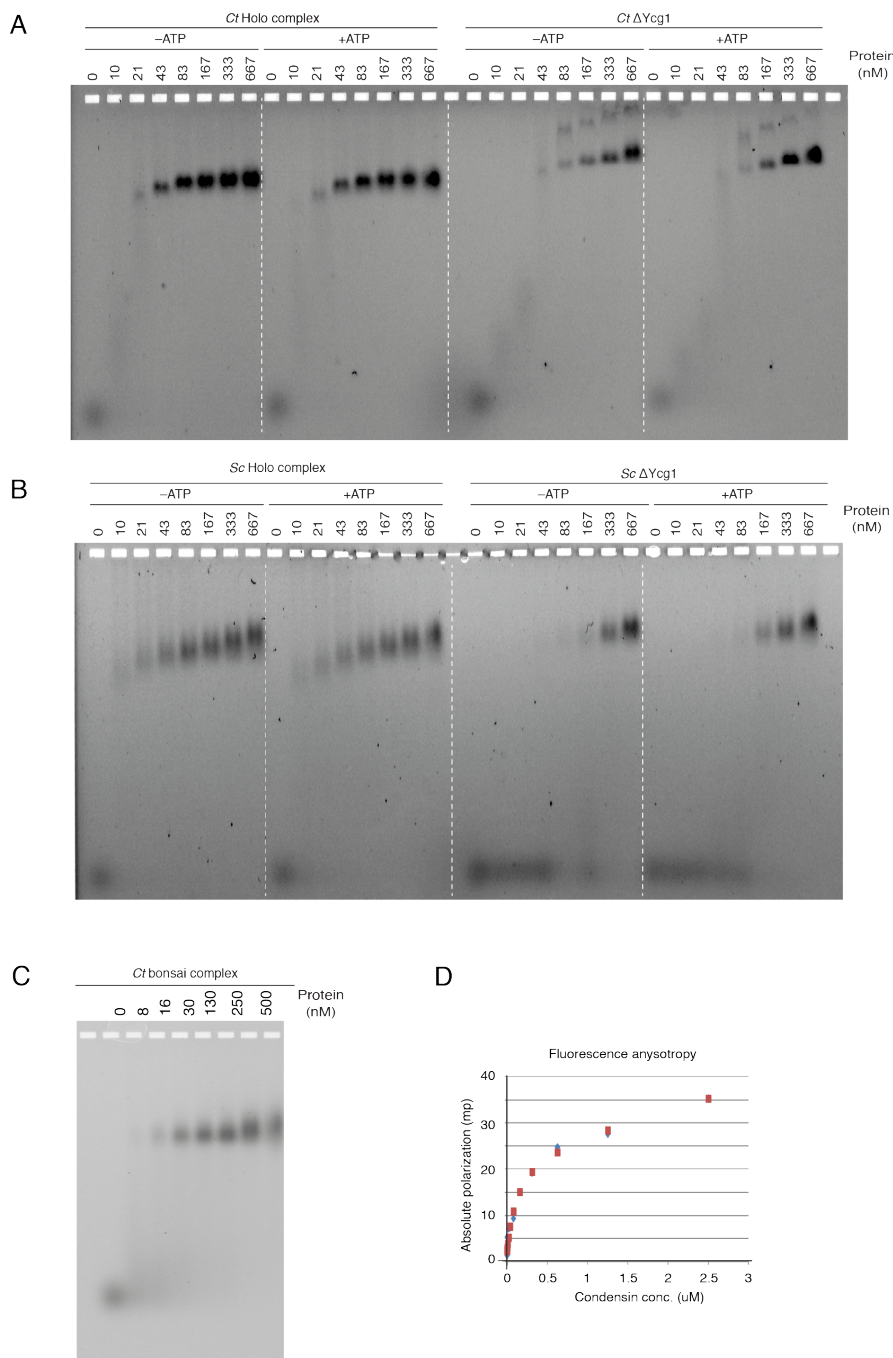 A
Ct Holo complex
Ct ΔYcg1
–ATP
+ATP
–ATP
+ATP
Protein
(nM)
0 10 21 43 83 167 333 667 0 10 21 43 83 167 333 667 0 10 21 43 83 167 333 667 0 10 21 43 83 167 333 667
B
Sc Holo complex
Sc ΔYcg1
–ATP
+ATP
–ATP
+ATP
Protein
(nM)
0 10 21 43 83 167 333 667 0 10 21 43 83 167 333 667 0 10 21 43 83 167 333 667 0 10 21 43 83 167 333 667
C
Ct bonsai complex
Protein
(nM)
0 8 16 30 130 250 500
D
Fluorescence anysotropy
Absolute polarization (mp)
40
30
20
10
0
0 0.5 1 1.5 2 2.5 3
Condensin conc. (uM)